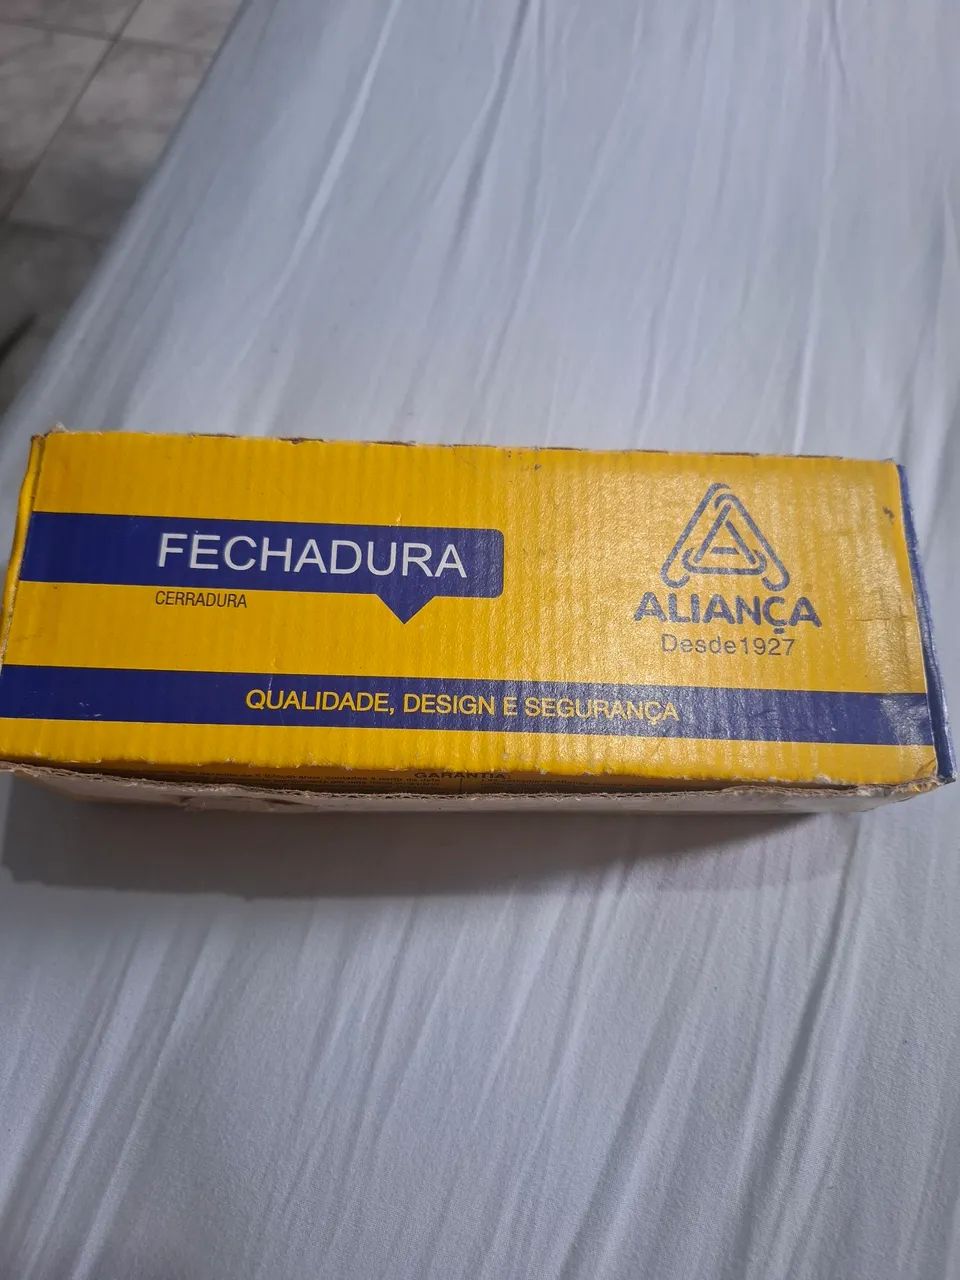 FECHADURA
CERRADURA
ALIANÇA
Desde1927
QUALIDADE, DESIGN E SEGURANÇA
GARANTIA